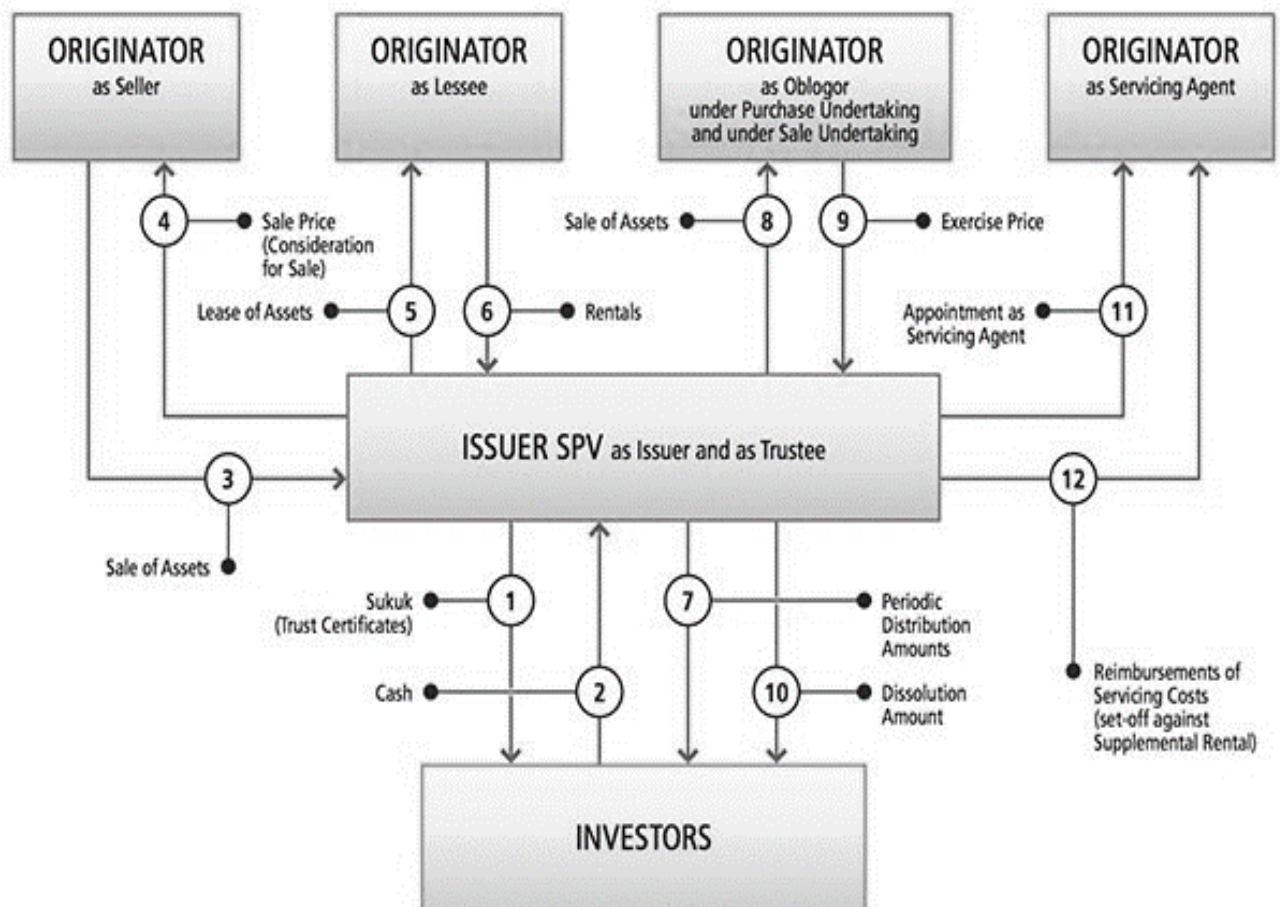 ORIGINATOR
as Seller
ORIGINATOR
as Lessee
ORIGINATOR
as Oblogor
under Purchase Undertaking
and under Sale Undertaking
ORIGINATOR
as Servicing Agent
4
Sale Price
(Consideration
for Sale)
Lease of Assets
5
6
Rentals
Sale of Assets
8
9
Exercise Price
Appointment as
Servicing Agent
11
ISSUER SPV as Issuer and as Trustee
3
Sale of Assets
12
Reimbursements of
Servicing Costs
(set-off against
Supplemental Rental)
Sukuk
(Trust Certificates)
1
Cash
2
7
Periodic
Distribution
Amounts
10
Dissolution
Amount
INVESTORS